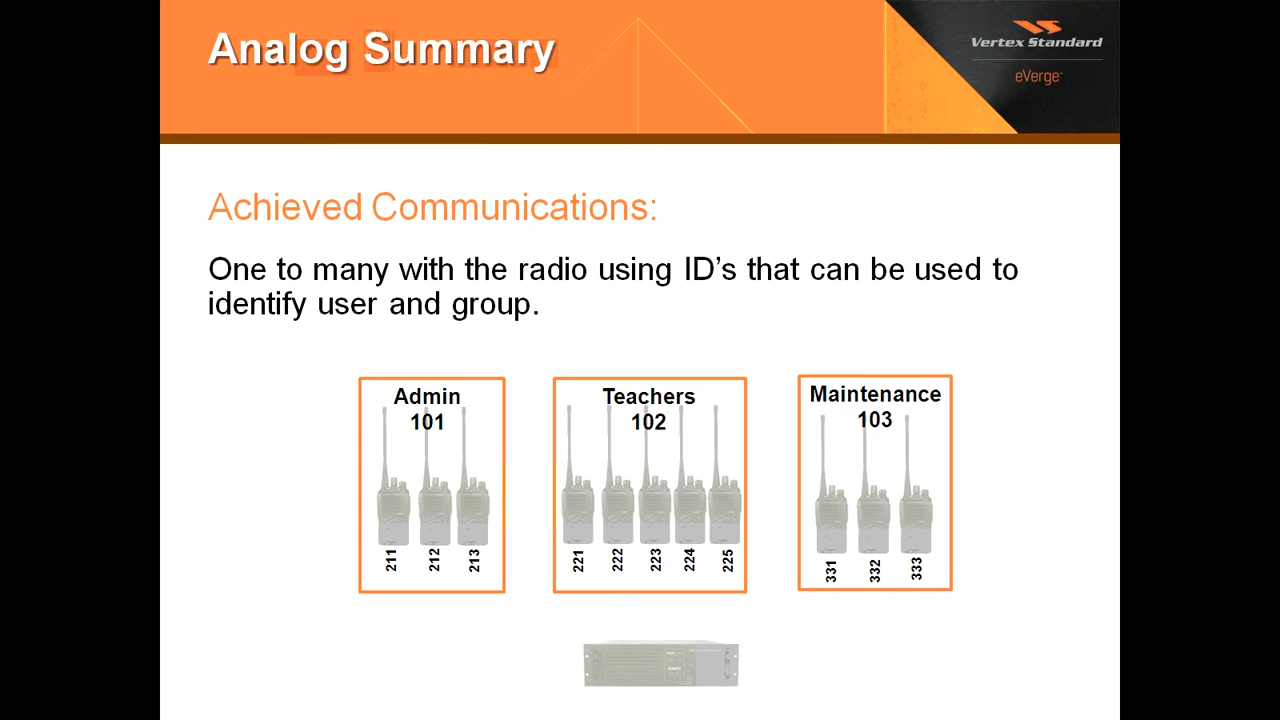 Analog Summary
Vertex Standard
eVerge™
Achieved Communications:
One to many with the radio using ID’s that can be used to
identify user and group.
Admin
101
211
212
213
Teachers
102
221
222
223
224
225
Maintenance
103
331
332
333